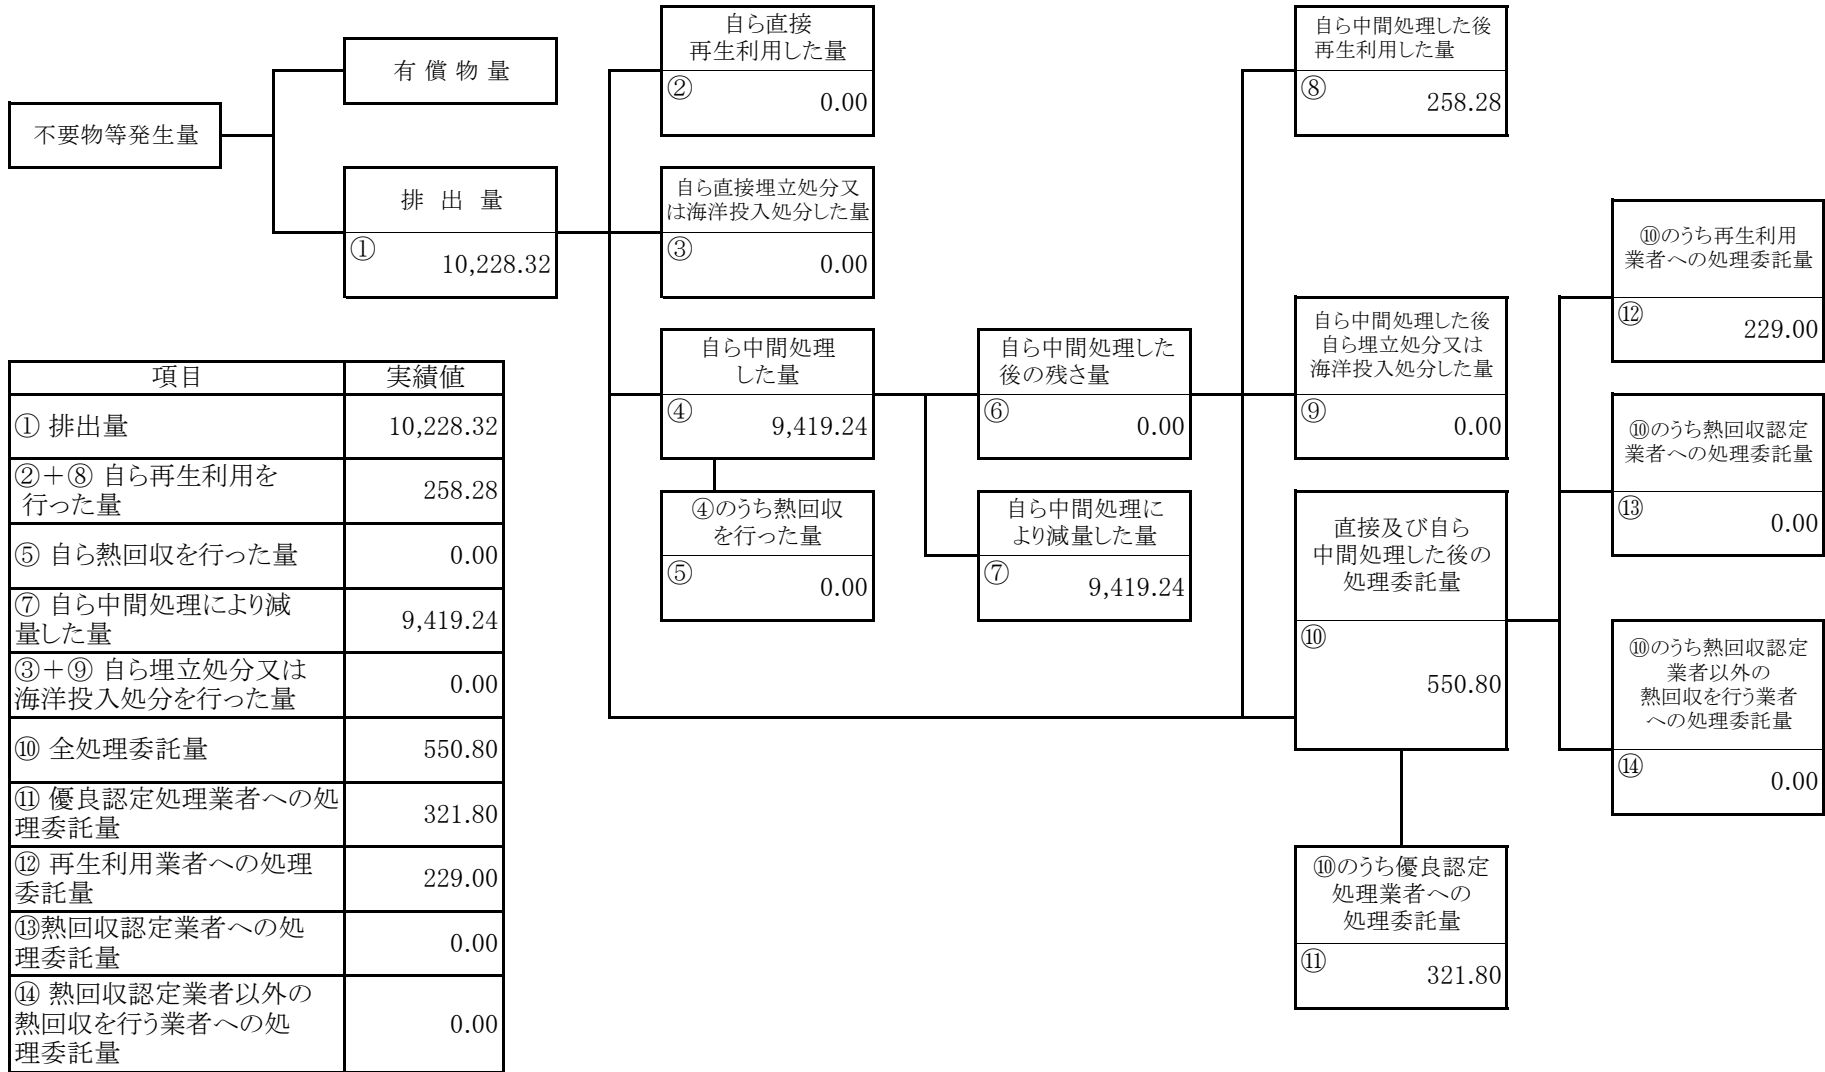 不要物等発生量
有 償 物 量
排 出 量
①
10,228.32
自ら直接
再生利用した量
②
0.00
自ら直接埋立処分又
は海洋投入処分した量
③
0.00
自ら中間処理
した量
④
9,419.24
④のうち熱回収
を行った量
⑤
0.00
自ら中間処理した
後の残さ量
⑥
0.00
自ら中間処理に
より減量した量
⑦
9,419.24
自ら中間処理した後
再生利用した量
⑧
258.28
自ら中間処理した後
自ら埋立処分又は
海洋投入処分した量
⑨
0.00
直接及び自ら
中間処理した後の
処理委託量
⑩
550.80
⑩のうち優良認定
処理業者への
処理委託量
⑪
321.80
⑩のうち再生利用
業者への処理委託量
⑫
229.00
⑩のうち熱回収認定
業者への処理委託量
⑬
0.00
⑩のうち熱回収認定
業者以外の
熱回収を行う業者
への処理委託量
⑭
0.00
項目 実績値
① 排出量 10,228.32
②＋⑧ 自ら再生利用を
行った量 258.28
⑤ 自ら熱回収を行った量 0.00
⑦ 自ら中間処理により減
量した量 9,419.24
③＋⑨ 自ら埋立処分又は
海洋投入処分を行った量 0.00
⑩ 全処理委託量 550.80
⑪ 優良認定処理業者への処
理委託量 321.80
⑫ 再生利用業者への処理
委託量 229.00
⑬熱回収認定業者への処
理委託量 0.00
⑭ 熱回収認定業者以外の
熱回収を行う業者への処
理委託量 0.00